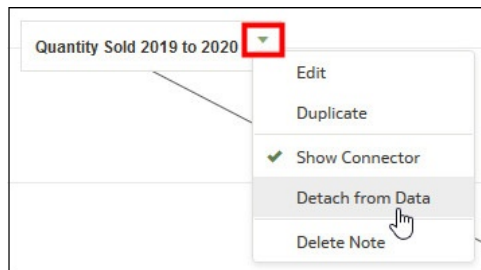 Quantity Sold 2019 to 2020
Edit
Duplicate
Show Connector
Detach from Data
Delete Note